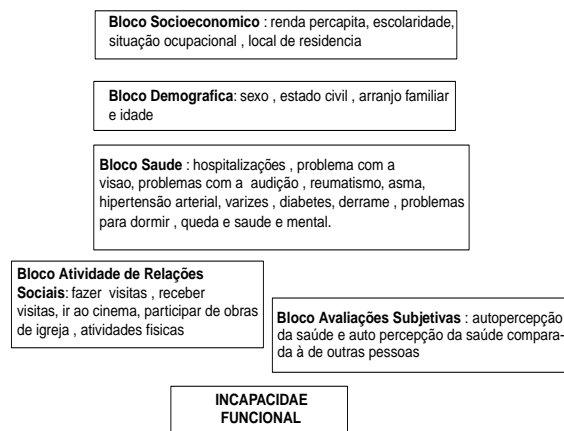 Bloco Socioeconomico : renda percapita, escolaridade,
situação ocupacional , local de residencia
Bloco Demografica: sexo , estado civil , arranjo familiar
e idade
Bloco Saude : hospitalizações , problema com a
visao, problemas com a audição , reumatismo, asma,
hipertensão arterial, varizes , diabetes, derrame , problemas
para dormir , queda e saude e mental.
Bloco Atividade de Relações
Sociais: fazer visitas , receber
visitas, ir ao cinema, participar de obras
de igreja , atividades fisicas
Bloco Avaliações Subjetivas : autopercepção
da saúde e auto percepção da saúde compara-
da à de outras pessoas
INCAPACIDAE
FUNCIONAL